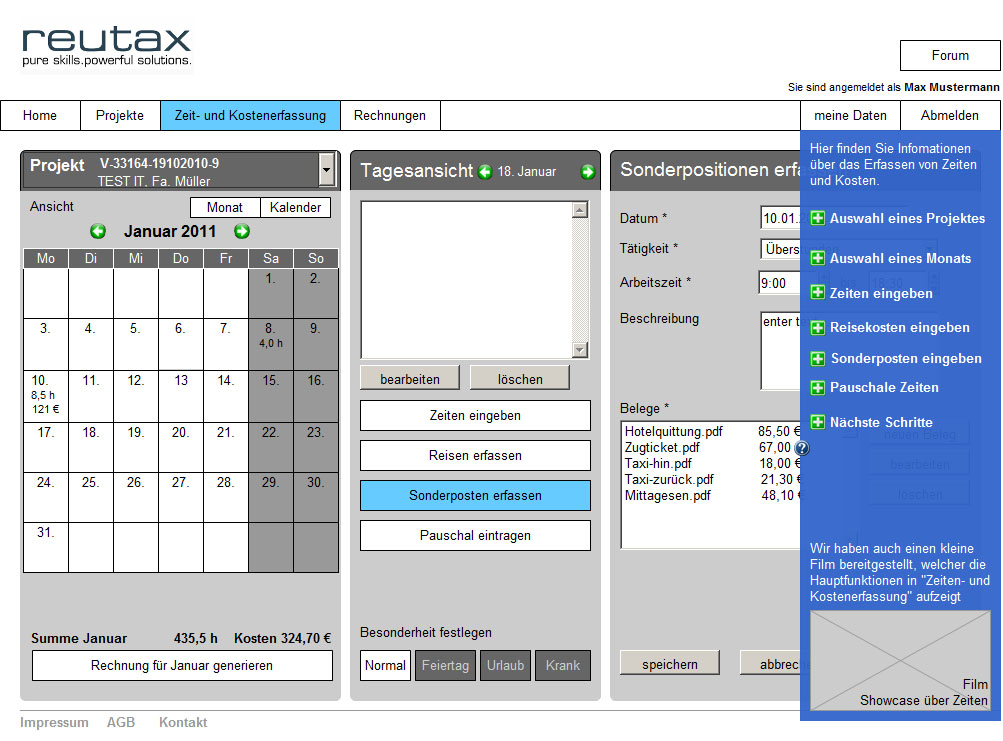 reutax
pure skills.powerful solutions.
Forum
Sie sind angemeldet als Max Mustermann
Home
Projekte
Zeit- und Kostenerfassung
Rechnungen
meine Daten
Abmelden
Projekt
V-33164-19102010-9
TEST IT, Fa. Müller
Ansicht
Monat
Kalender
Januar 2011
Mo Di Mi Do Fr Sa So
1. 2.
3. 4. 5. 6. 7. 8. 9.
4,0 h
10. 11. 12. 13 14. 15. 16.
8,5 h
121 €
17. 18. 19. 20. 21. 22. 23.
24. 25. 26. 27. 28. 29. 30.
31.
Summe Januar 435,5 h Kosten 324,70 €
Rechnung für Januar generieren
Tagesansicht 18. Januar
bearbeiten
löschen
Zeiten eingeben
Reisen erfassen
Sonderposten erfassen
Pauschal eintragen
Besonderheit festlegen
Normal
Feiertag
Urlaub
Krank
Sonderpositionen erfa
Datum *
10.01.2
Tätigkeit *
Überstunden
Arbeitszeit *
9:00
18:30
Beschreibung
enter t
Belege *
Hotelquittung.pdf 85,50 €
Zugticket.pdf 67,00 €
Taxi-hin.pdf 18,00 €
Taxi-zurück.pdf 21,30 €
Mittagesen.pdf 48,10 €
neuen Beleg
bearbeiten
löschen
speichern
abbreche
Hier finden Sie Infomationen
über das Erfassen von Zeiten
und Kosten.
Auswahl eines Projektes
Auswahl eines Monats
Zeiten eingeben
Reisekosten eingeben
Sonderposten eingeben
Pauschale Zeiten
Nächste Schritte
Wir haben auch einen kleine
Film bereitgestellt, welcher die
Hauptfunktionen in "Zeiten- und
Kostenerfassung" aufzeigt
Film
Showcase über Zeiten
Impressum AGB Kontakt